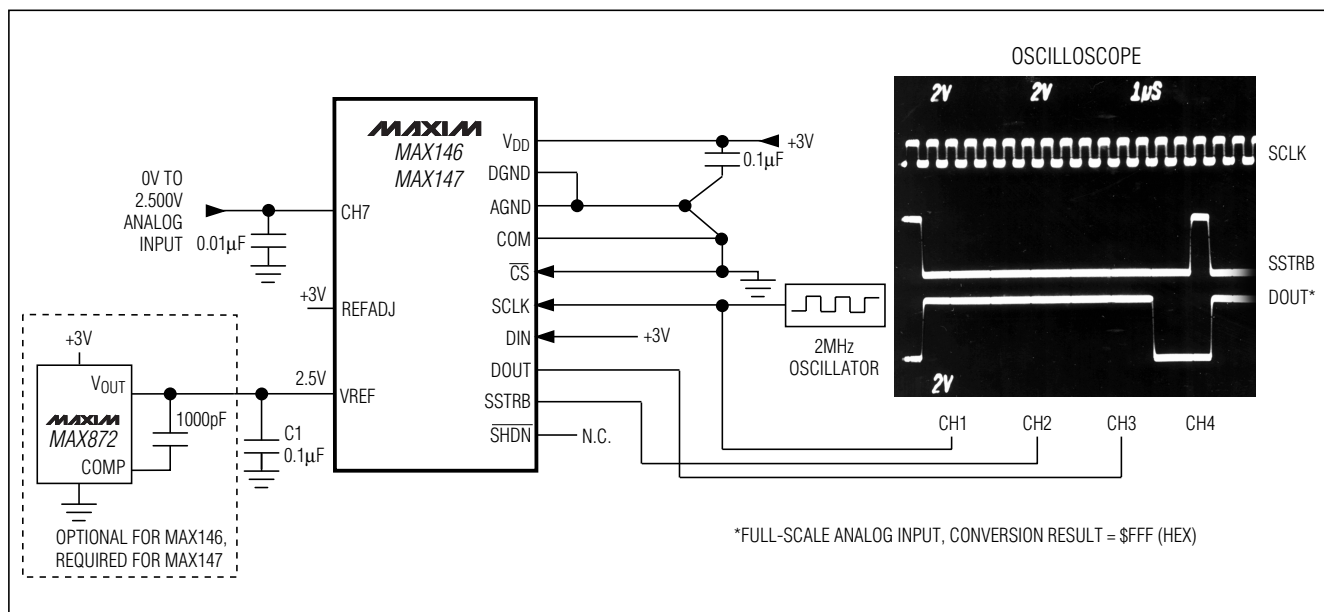 OSCILLOSCOPE
2V 2V 1µS
SCLK
SSTRB
DOUT*
2V
CH1 CH2 CH3 CH4
MAXIM
MAX146
MAX147
VDD
DGND
AGND
COM
CS
SCLK
DIN
DOUT
SSTRB
SHDN
CH7
REFADJ
VREF
0V TO
2.500V
ANALOG
INPUT
0.01µF
+3V
+3V
0.1µF
+3V
2MHz
OSCILLATOR
N.C.
+3V
VOUT
MAXIM
MAX872
COMP
1000pF
2.5V
C1
0.1µF
OPTIONAL FOR MAX146,
REQUIRED FOR MAX147
*FULL-SCALE ANALOG INPUT, CONVERSION RESULT = $FFF (HEX)